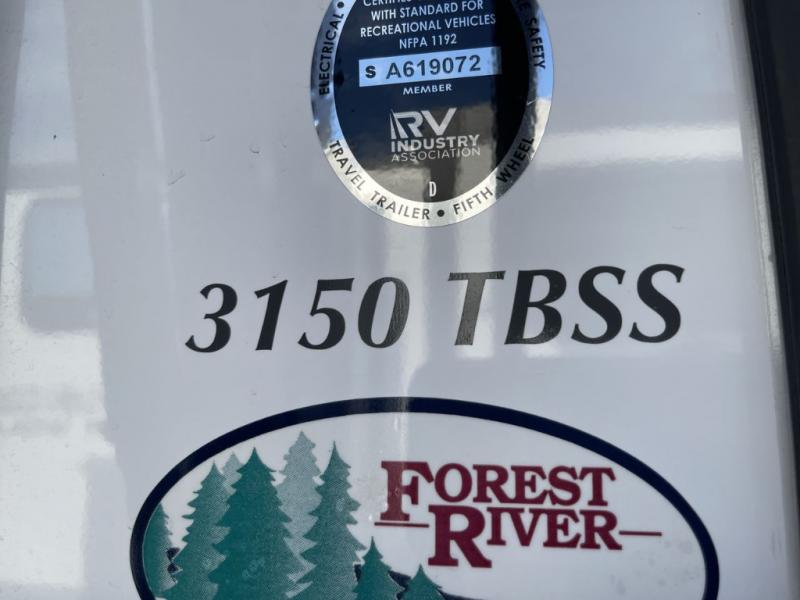 WITH STANDARD FOR
RECREATIONAL VEHICLES
NFPA 1192
ELECTRICAL
SAFETY
S A619072
MEMBER
RV
INDUSTRY
ASSOCIATION
D
TRAVEL TRAILER • FIFTH WHEEL
3150 TBSS
FOREST
RIVER